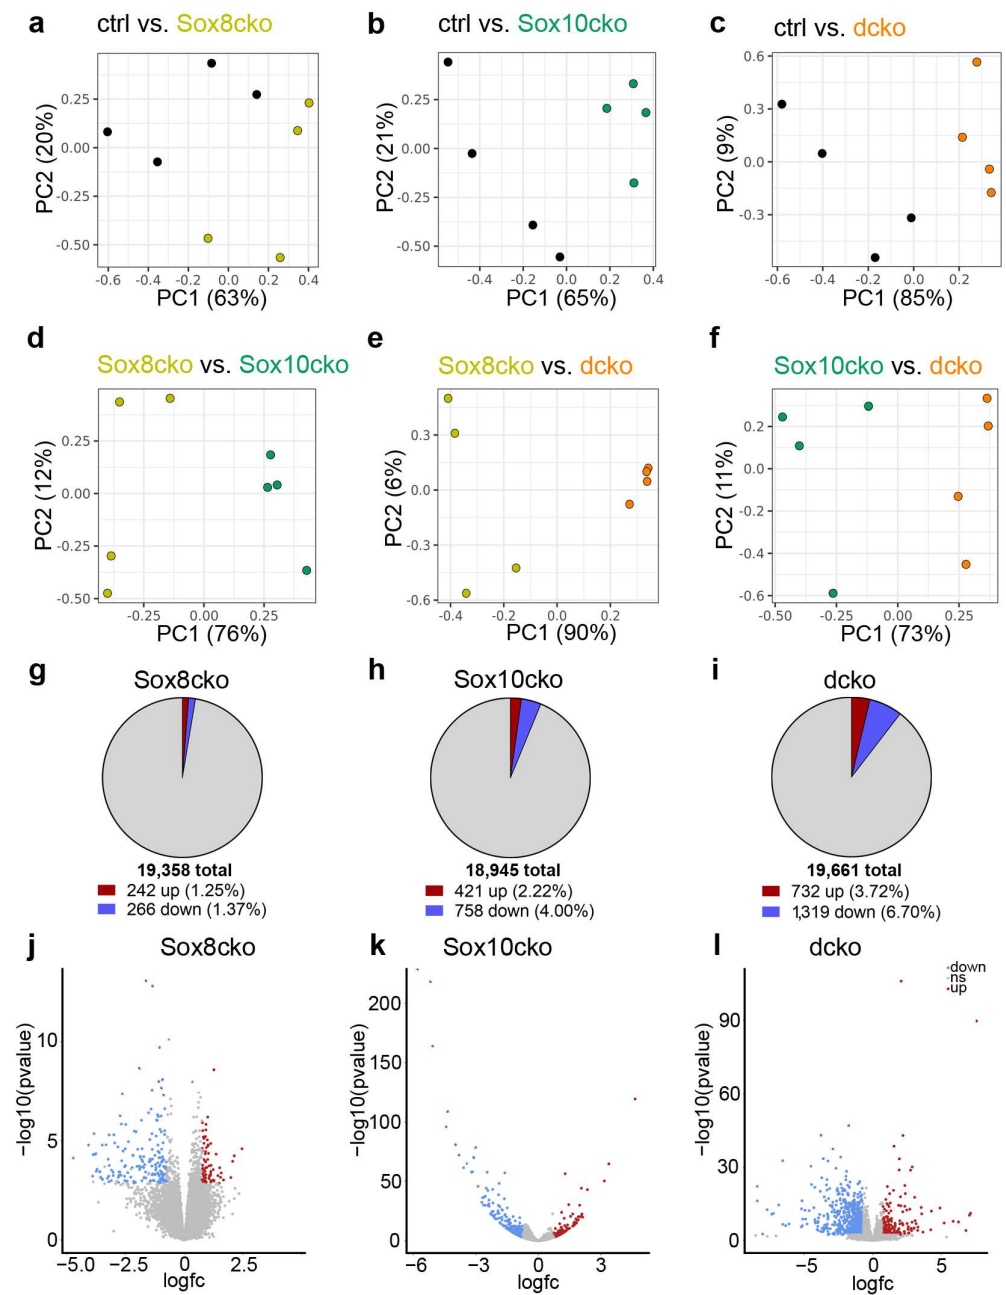 a ctrl vs. Sox8cko
b ctrl vs. Sox10cko
c ctrl vs. dcko
PC2 (20%)
0.25
0.00
-0.25
-0.50
-0.6 -0.4 -0.2 0.0 0.2 0.4
PC1 (63%)
PC2 (21%)
0.25
0.00
-0.25
-0.50
-0.4 -0.2 0.0 0.2 0.4
PC1 (65%)
PC2 (9%)
0.6
0.3
0.0
-0.3
-0.6 -0.4 -0.2 0.0 0.2
PC1 (85%)
d Sox8cko vs. Sox10cko
e Sox8cko vs. dcko
f Sox10cko vs. dcko
PC2 (12%)
0.25
0.00
-0.25
-0.50
-0.25 0.00 0.25
PC1 (76%)
PC2 (6%)
0.3
0.0
-0.3
-0.6
-0.4 -0.2 0.0 0.2
PC1 (90%)
PC2 (11%)
0.2
0.0
-0.2
-0.4
-0.6
-0.50 -0.25 0.00 0.25
PC1 (73%)
g Sox8cko
19,358 total
242 up (1.25%)
266 down (1.37%)
h Sox10cko
18,945 total
421 up (2.22%)
758 down (4.00%)
i dcko
19,661 total
732 up (3.72%)
1,319 down (6.70%)
j Sox8cko
−log10(pvalue)
10
5
0
−5.0 −2.5 0 2.5
logfc
k Sox10cko
−log10(pvalue)
200
150
100
50
0
−6 −3 0 3
logfc
l dcko
down
ns
up
−log10(pvalue)
90
60
30
0
−5 0 5
logfc